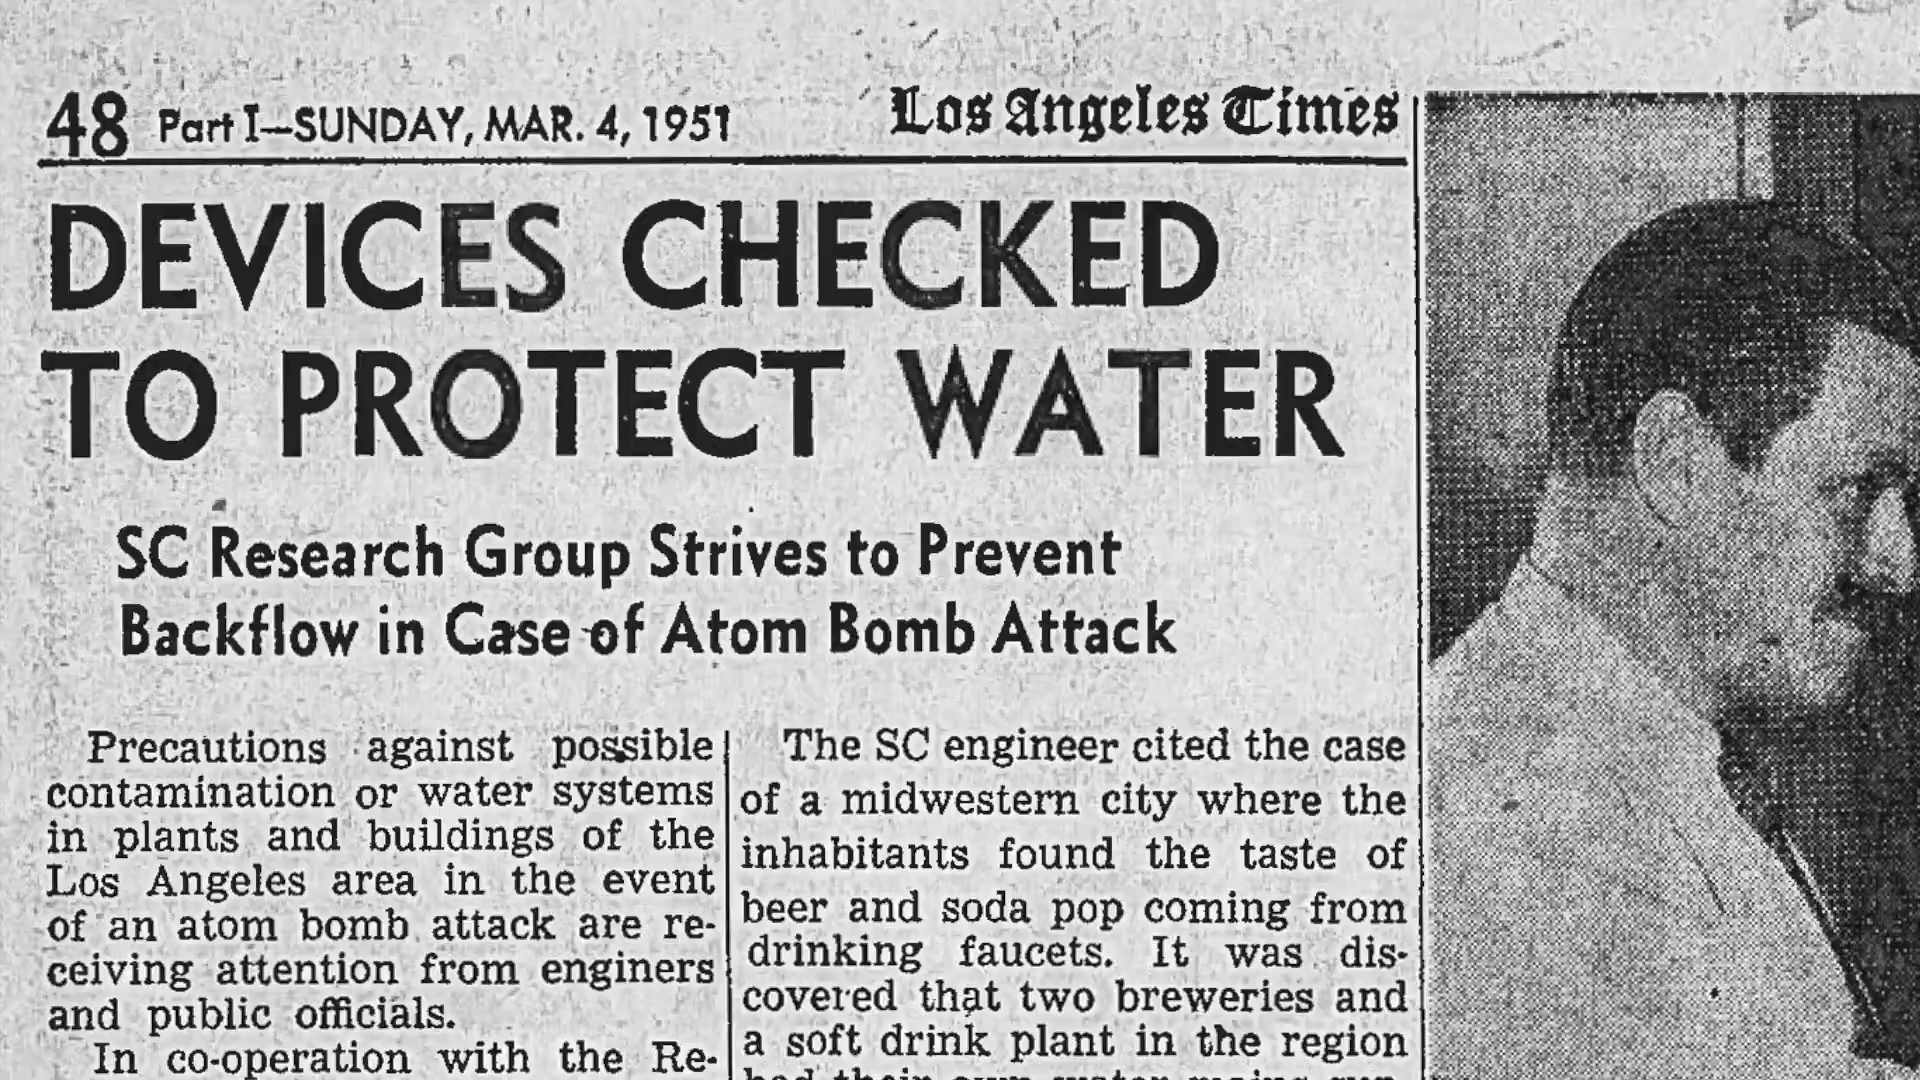 48 Part I—SUNDAY, MAR. 4, 1951 Los Angeles Times
DEVICES CHECKED
TO PROTECT WATER
SC Research Group Strives to Prevent
Backflow in Case of Atom Bomb Attack
Precautions against possible
contamination or water systems
in plants and buildings of the
Los Angeles area in the event
of an atom bomb attack are re-
ceiving attention from enginers
and public officials.
In co-operation with the Re-
The SC engineer cited the case
of a midwestern city where the
inhabitants found the taste of
beer and soda pop coming from
drinking faucets. It was dis-
covered that two breweries and
a soft drink plant in the region
had their own water mains